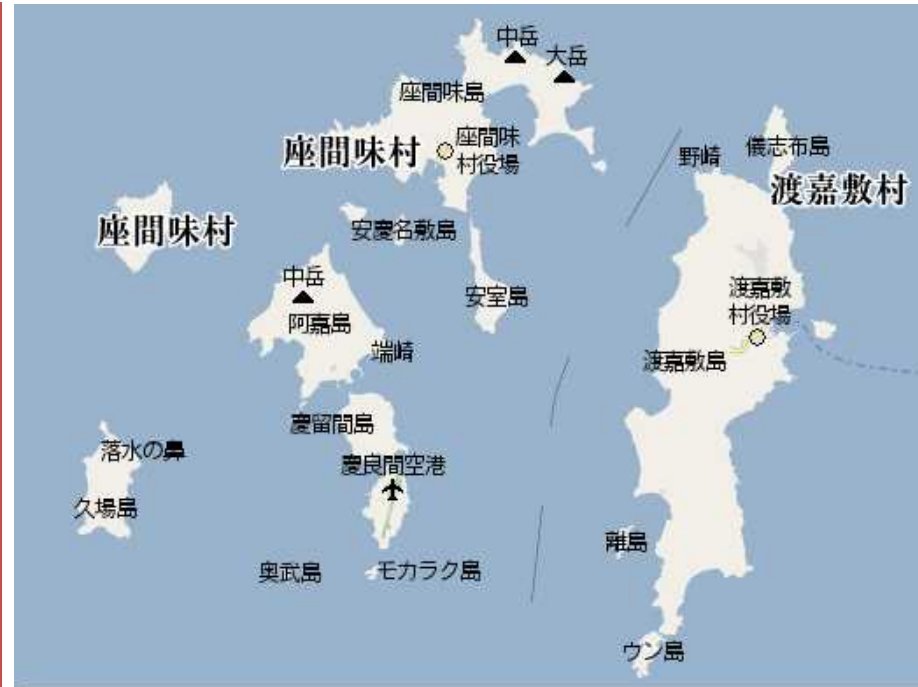 中岳
大岳
座間味島
座間味村
座間味
村役場
野崎
儀志布島
渡嘉敷村
座間味村
安慶名敷島
中岳
阿嘉島
安室島
渡嘉敷
村役場
端崎
渡嘉敷島
慶留間島
落水の鼻
慶良間空港
久場島
離島
奥武島
モカラク島
ウン島